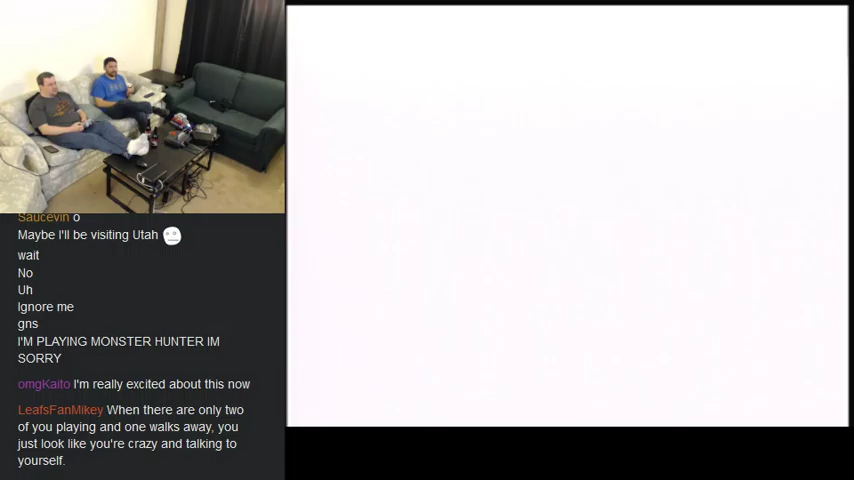 Saucevin o
Maybe I'll be visiting Utah
wait
No
Uh
Ignore me
gns
I'M PLAYING MONSTER HUNTER IM
SORRY
omgKaito I'm really excited about this now
LeafsFanMikey When there are only two
of you playing and one walks away, you
just look like you're crazy and talking to
yourself.